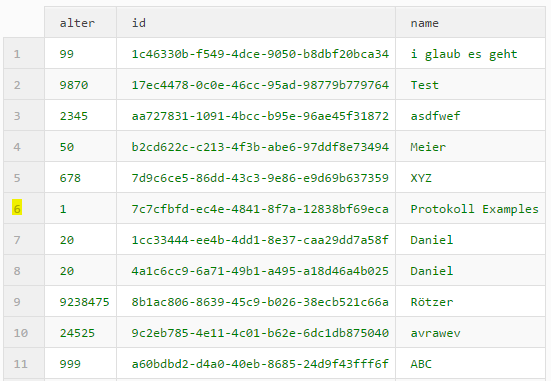 alter id name
1 99 1c46330b-f549-4dce-9050-b8dbf20bca34 i glaub es geht
2 9870 17ec4478-0c0e-46cc-95ad-98779b779764 Test
3 2345 aa727831-1091-4bcc-b95e-96ae45f31872 asdfwef
4 50 b2cd622c-c213-4f3b-abe6-97ddf8e73494 Meier
5 678 7d9c6ce5-86dd-43c3-9e86-e9d69b637359 XYZ
6 1 7c7cfbfd-ec4e-4841-8f7a-12838bf69eca Protokoll Examples
7 20 1cc33444-ee4b-4dd1-8e37-caa29dd7a58f Daniel
8 20 4a1c6cc9-6a71-49b1-a495-a18d46a4b025 Daniel
9 9238475 8b1ac806-8639-45c9-b026-38ecb521c66a Rötzer
10 24525 9c2eb785-4e11-4c01-b62e-6dc1db875040 avrawev
11 999 a60bdbd2-d4a0-40eb-8685-24d9f43fff6f ABC